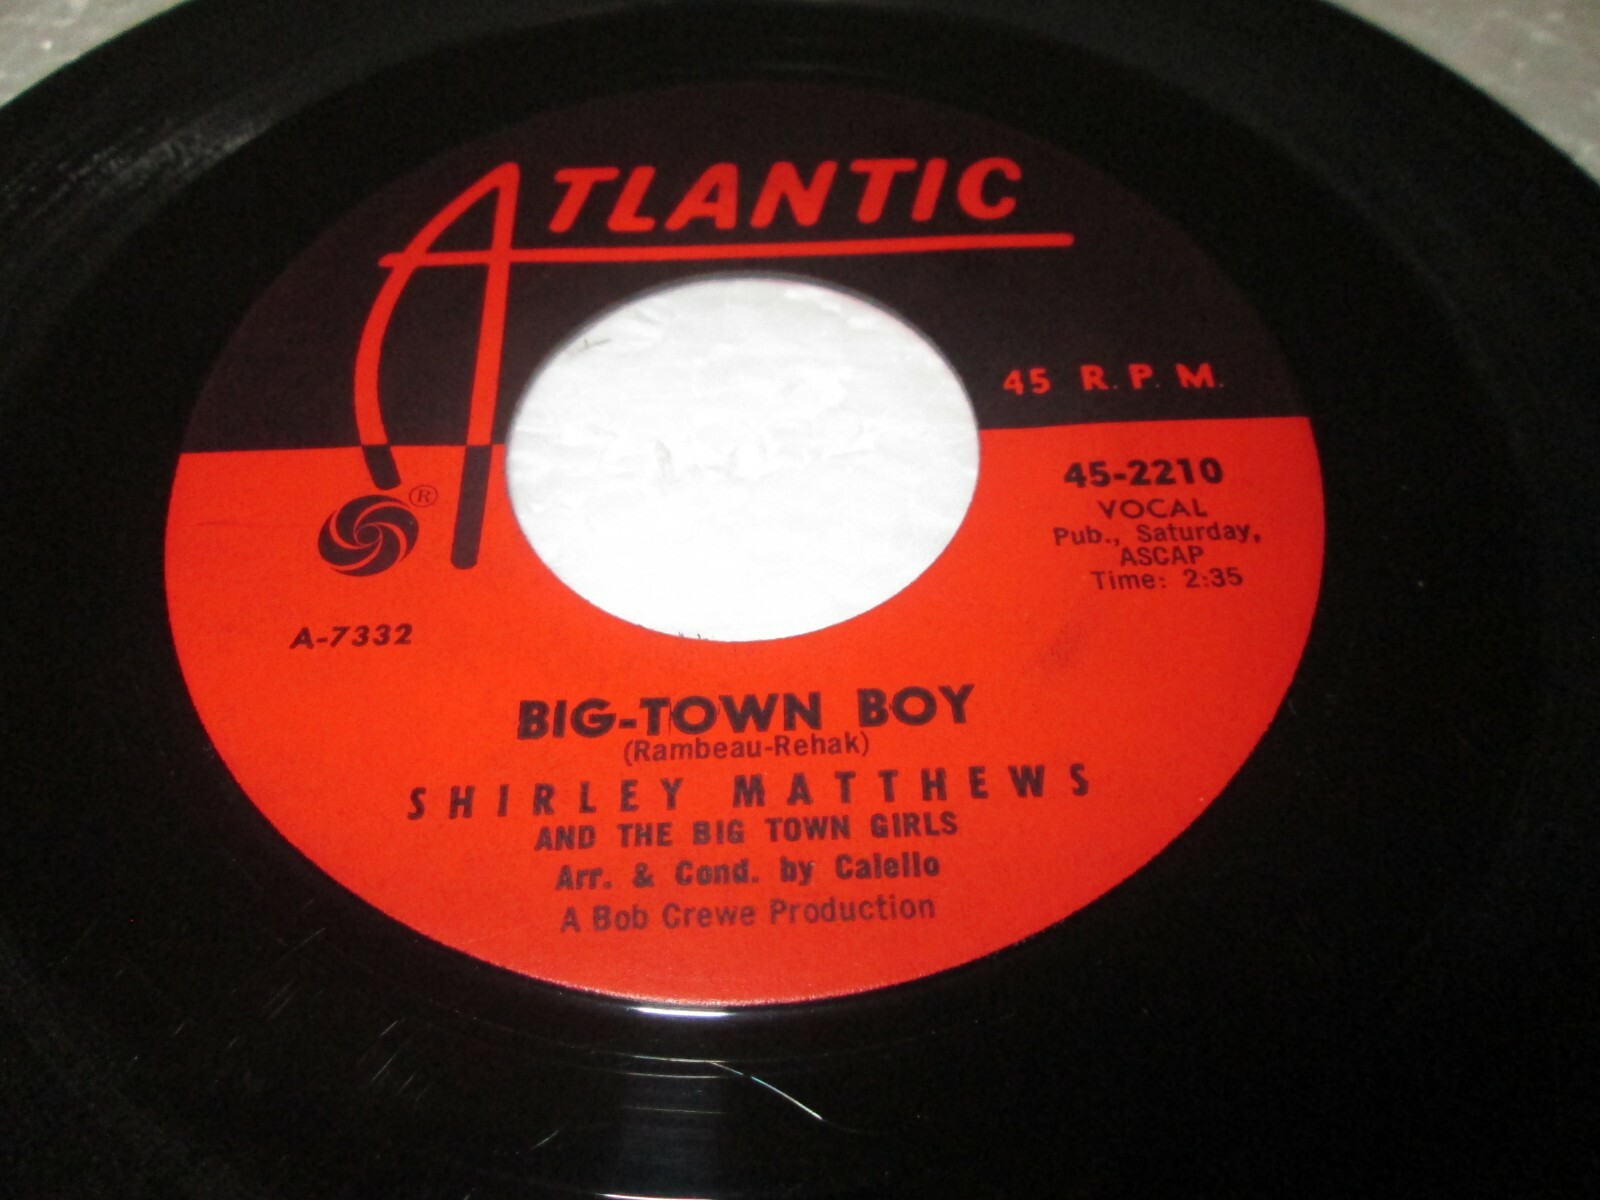 ATLANTIC
45 R.P.M.
45-2210
VOCAL
Pub., Saturday,
ASCAP
Time: 2:35
®
A-7332
BIG-TOWN BOY
(Rambeau-Rehak)
SHIRLEY MATTHEWS
AND THE BIG TOWN GIRLS
Arr. & Cond. by Calello
A Bob Crewe Production